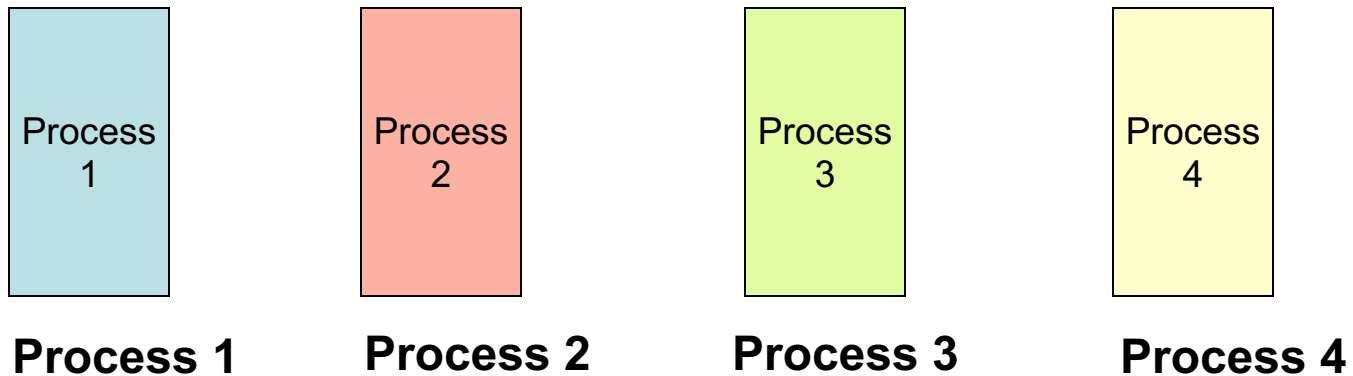 Process
1
Process
2
Process
3
Process
4
Process 1
Process 2
Process 3
Process 4